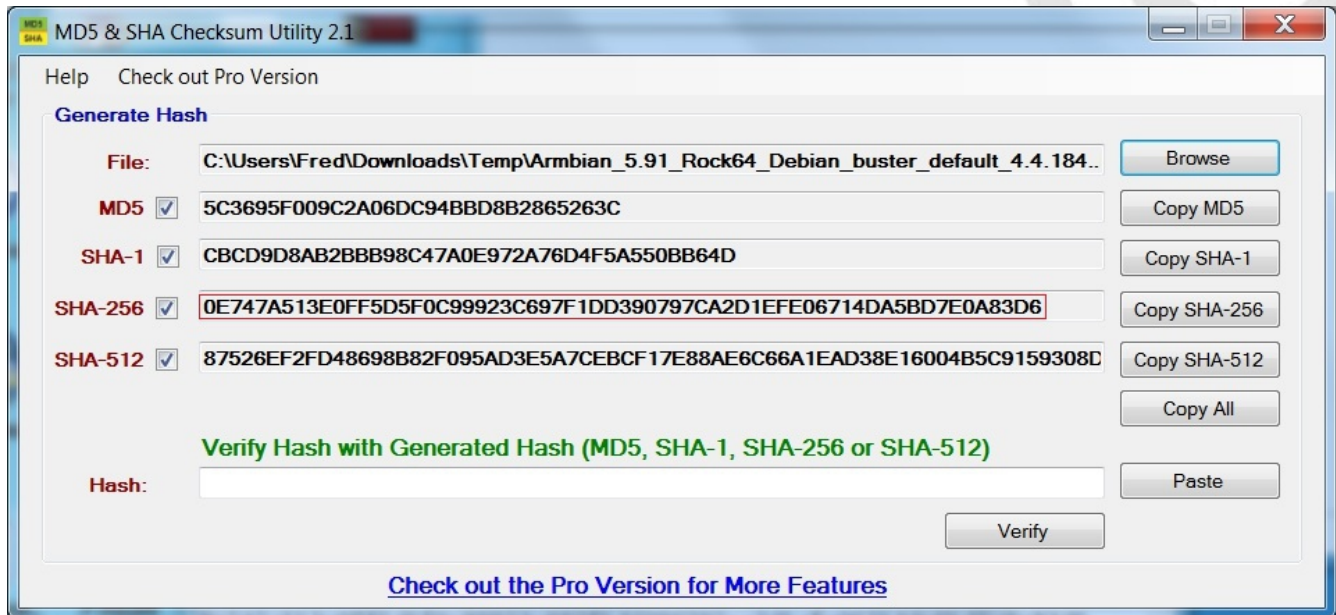 MD5 & SHA Checksum Utility 2.1
Help Check out Pro Version
Generate Hash
File: C:\Users\Fred\Downloads\Temp\Armbian_5.91_Rock64_Debian_buster_default_4.4.184.. Browse
MD5 5C3695F009C2A06DC94BBD8B2865263C Copy MD5
SHA-1 CBCD9D8AB2BBB98C47A0E972A76D4F5A550BB64D Copy SHA-1
SHA-256 0E747A513E0FF5D5F0C99923C697F1DD390797CA2D1EFE06714DA5BD7E0A83D6 Copy SHA-256
SHA-512 87526EF2FD48698B82F095AD3E5A7CEBCF17E88AE6C66A1EAD38E16004B5C9159308D Copy SHA-512
Copy All
Verify Hash with Generated Hash (MD5, SHA-1, SHA-256 or SHA-512)
Hash: Paste
Verify
Check out the Pro Version for More Features